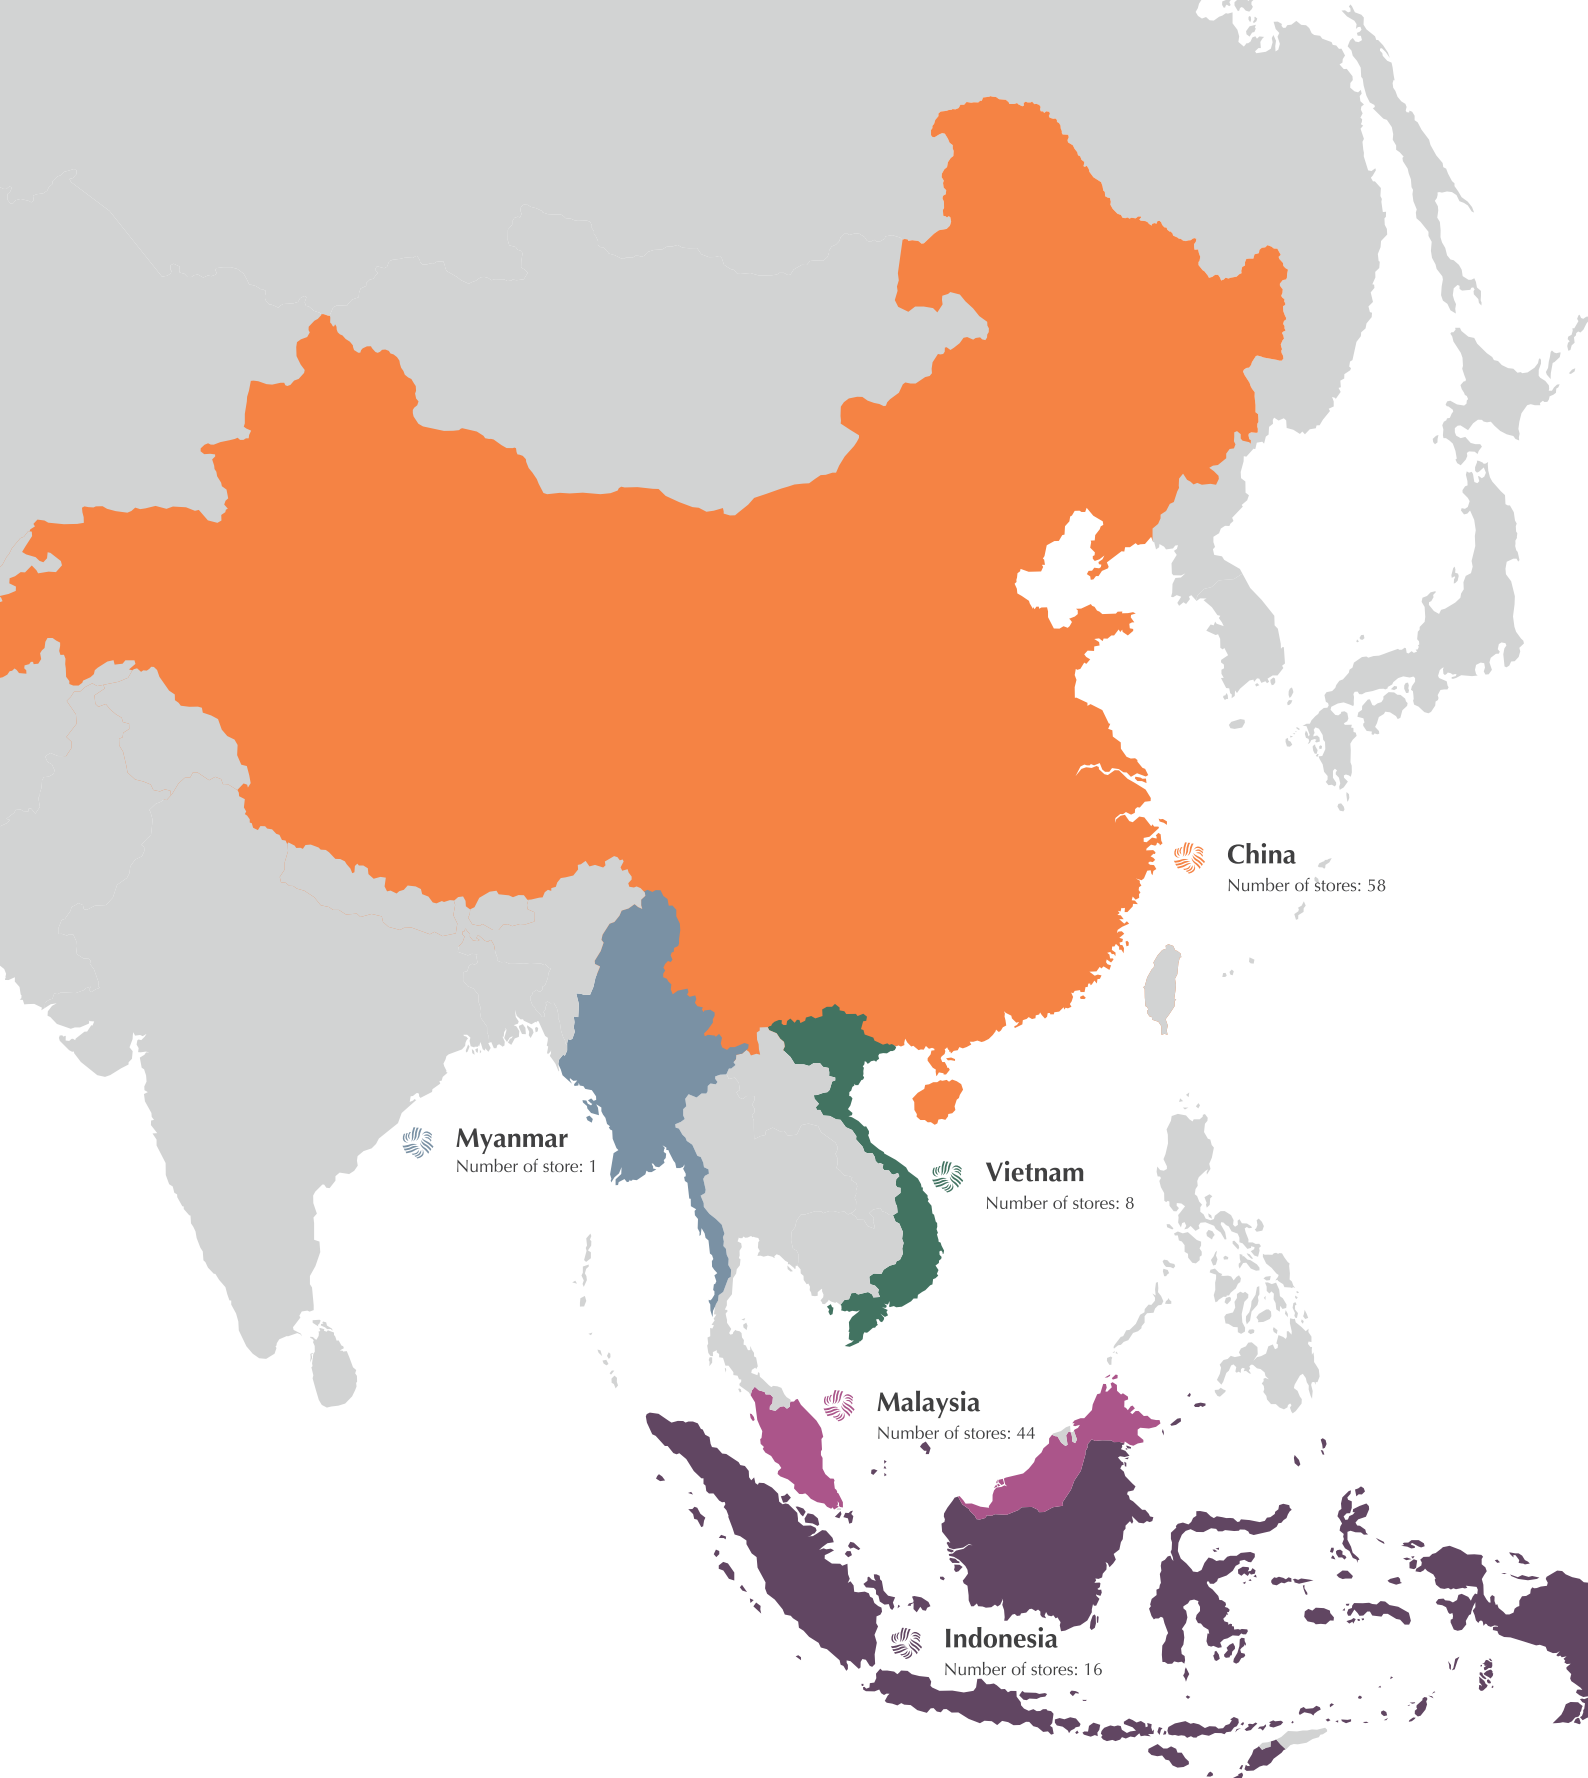 China
Number of stores: 58
Myanmar
Number of store: 1
Vietnam
Number of stores: 8
Malaysia
Number of stores: 44
Indonesia
Number of stores: 16